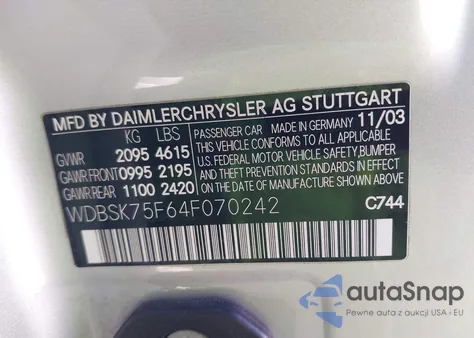 MFD BY DAIMLERCHRYSLER AG STUTTGART
KG LBS
GVWR 2095 4615
GAWR FRONT 0995 2195
GAWR REAR 1100 2420
PASSENGER CAR MADE IN GERMANY 11/03
THIS VEHICLE CONFORMS TO ALL APPLICABLE
U.S. FEDERAL MOTOR VEHICLE SAFETY, BUMPER
AND THEFT PREVENTION STANDARDS IN EFFECT
ON THE DATE OF MANUFACTURE SHOWN ABOVE.
WDBSK75F64F070242
C744
autoSnap
Pewne auta z aukcji USA i EU